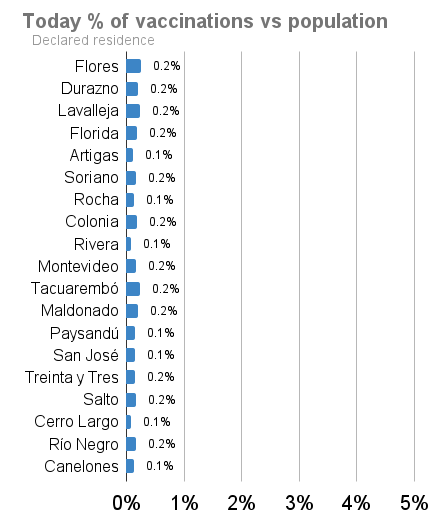 Today % of vaccinations vs population
Declared residence
Flores 0.2%
Durazno 0.2%
Lavalleja 0.2%
Florida 0.2%
Artigas 0.1%
Soriano 0.2%
Rocha 0.1%
Colonia 0.2%
Rivera 0.1%
Montevideo 0.2%
Tacuarembó 0.2%
Maldonado 0.2%
Paysandú 0.1%
San José 0.1%
Treinta y Tres 0.2%
Salto 0.2%
Cerro Largo 0.1%
Río Negro 0.2%
Canelones 0.1%
0% 1% 2% 3% 4% 5%